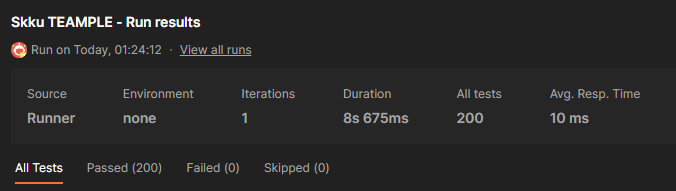 Skku TEAMPLE - Run results
Run on Today, 01:24:12 · View all runs
Source Environment Iterations Duration All tests Avg. Resp. Time
Runner none 1 8s 675ms 200 10 ms
All Tests Passed (200) Failed (0) Skipped (0)